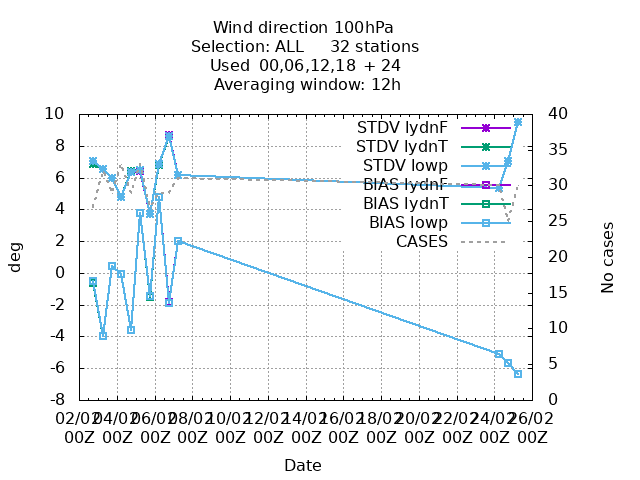 Wind direction 100hPa
Selection: ALL 32 stations
Used 00,06,12,18 + 24
Averaging window: 12h
10 40
STDV lydnF
8 35
STDV lydnT
6 STDV lowp 30
BIAS lydnF
4 BIAS lydnT 25
BIAS lowp
2 CASES 20
0 15
-2 10
-4 5
-6 0
-8
deg
No cases
02/02 04/02 06/02 08/02 10/02 12/02 14/02 16/02 18/02 20/02 22/02 24/02 26/02
00Z 00Z 00Z 00Z 00Z 00Z 00Z 00Z 00Z 00Z 00Z 00Z 00Z
Date